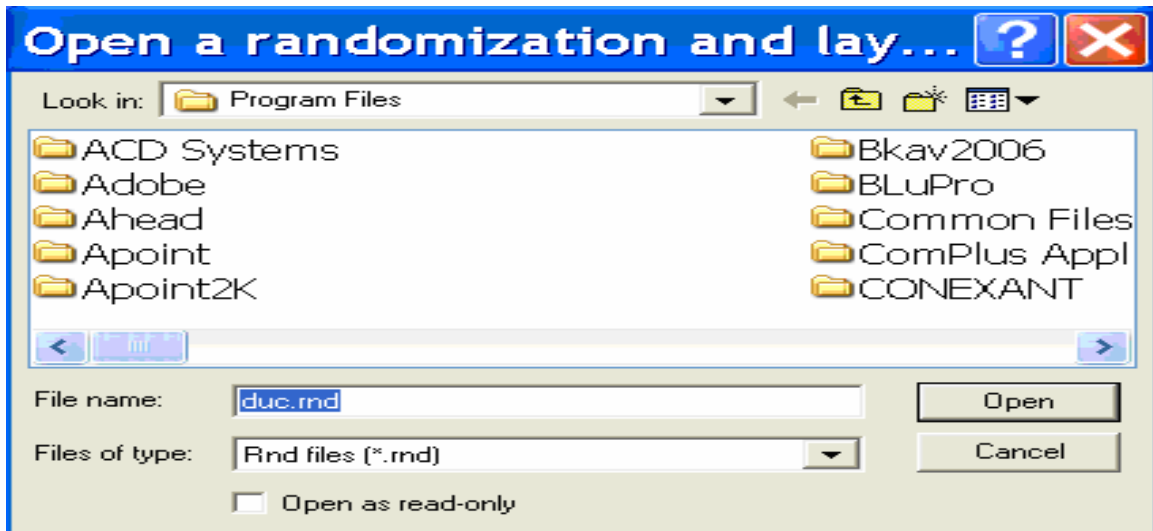 Open a randomization and lay...
Look in: Program Files
ACD Systems
Adobe
Ahead
Apoint
Apoint2K
Bkav2006
BLuPro
Common Files
ComPlus Appl
CONEXANT
File name: duc.rnd
Open
Files of type: Rnd files (*.rnd)
Cancel
Open as read-only